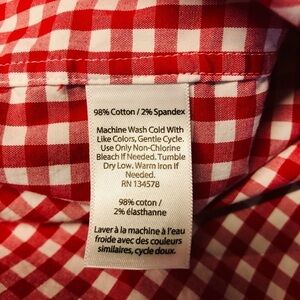 98% Cotton / 2% Spandex
Machine Wash Cold With
Like Colors, Gentle Cycle.
Use Only Non-Chlorine
Bleach If Needed. Tumble
Dry Low. Warm Iron If
Needed.
RN 134578
98% coton /
2% élasthanne
Laver à la machine à l'eau
froide avec des couleurs
similaires, cycle doux.